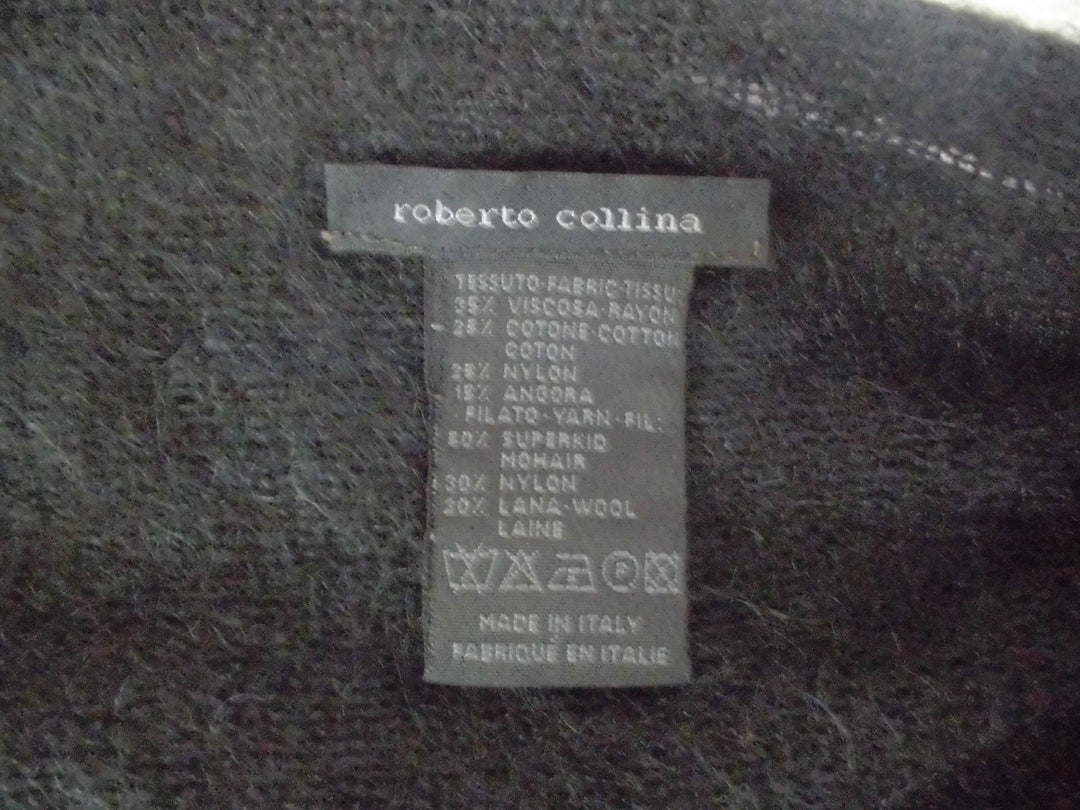 roberto collina
TESSUTO-FABRIC-TISSU
35% VISCOSA-RAYON
25% COTONE-COTTON
COTON
25% NYLON
15% ANGORA
FILATO-YARN-FIL:
50% SUPERKID
MOHAIR
30% NYLON
20% LANA-WOOL
LAINE
P
MADE IN ITALY
FABRIQUÉ EN ITALIE